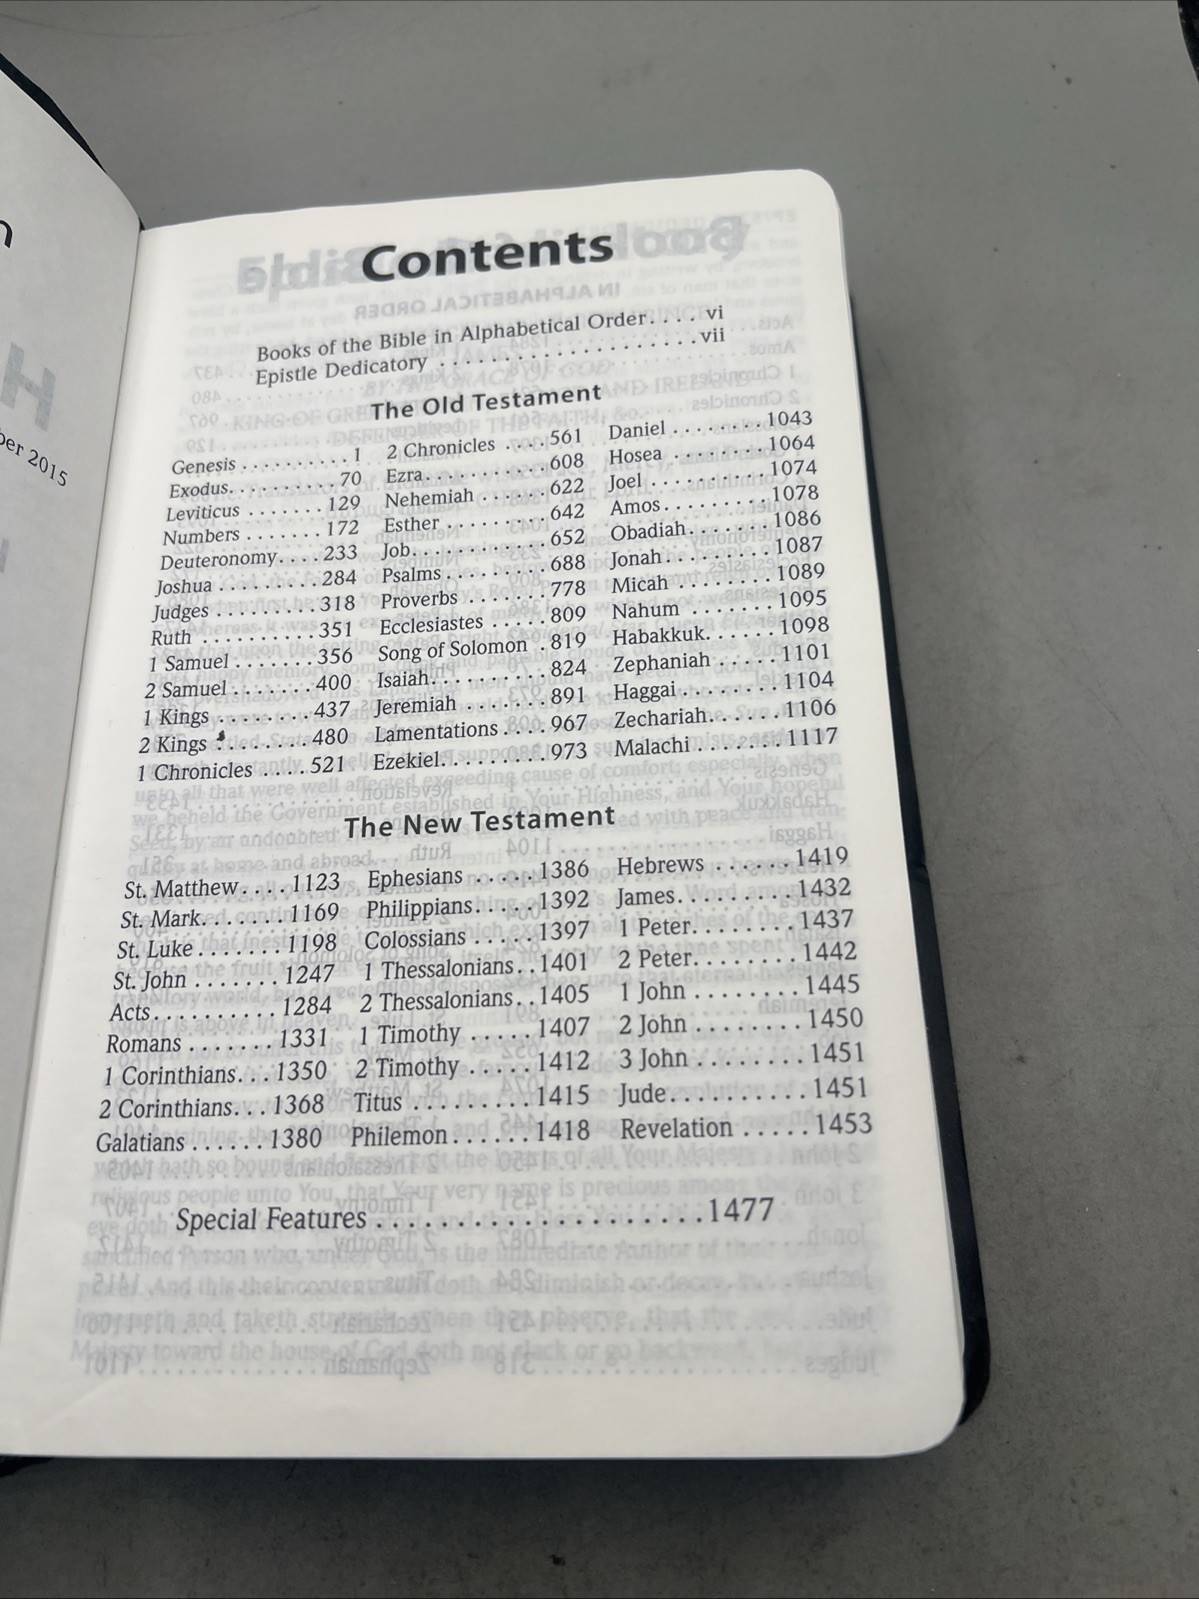 n
H
ber 2015
Contents
Books of the Bible in Alphabetical Order. . . . vi
Epistle Dedicatory . . . . . . . . . . . . . . . . . . . . . vii
The Old Testament
Genesis . . . . . . . . . . 1
Exodus. . . . . . . . . . 70
Leviticus . . . . . . . 129
Numbers . . . . . . . 172
Deuteronomy. . . . 233
Joshua . . . . . . . . . 284
Judges . . . . . . . . . 318
Ruth . . . . . . . . . . 351
1 Samuel . . . . . . . 356
2 Samuel . . . . . . . 400
1 Kings . . . . . . . . 437
2 Kings . . . . . . . . 480
1 Chronicles . . . . 521
2 Chronicles . . . . 561
Ezra. . . . . . . . . . . 608
Nehemiah . . . . . . 622
Esther . . . . . . . . . 642
Job. . . . . . . . . . . . 652
Psalms . . . . . . . . . 688
Proverbs . . . . . . . 778
Ecclesiastes . . . . . 809
Song of Solomon . 819
Isaiah. . . . . . . . . . 824
Jeremiah . . . . . . . 891
Lamentations . . . . 967
Ezekiel. . . . . . . . . 973
Daniel . . . . . . . . 1043
Hosea . . . . . . . . 1064
Joel . . . . . . . . . . 1074
Amos. . . . . . . . . 1078
Obadiah. . . . . . . 1086
Jonah. . . . . . . . . 1087
Micah . . . . . . . . 1089
Nahum . . . . . . . 1095
Habakkuk. . . . . . 1098
Zephaniah . . . . . 1101
Haggai . . . . . . . . 1104
Zechariah. . . . . . 1106
Malachi . . . . . . . 1117
The New Testament
St. Matthew. . . . 1123
St. Mark. . . . . . . 1169
St. Luke . . . . . . . 1198
St. John . . . . . . . 1247
Acts. . . . . . . . . . 1284
Romans . . . . . . . 1331
1 Corinthians. . . 1350
2 Corinthians. . . 1368
Galatians . . . . . . 1380
Ephesians . . . . . 1386
Philippians. . . . . 1392
Colossians . . . . . 1397
1 Thessalonians. . 1401
2 Thessalonians. . 1405
1 Timothy . . . . . 1407
2 Timothy . . . . . 1412
Titus . . . . . . . . . 1415
Philemon . . . . . . 1418
Hebrews . . . . . . 1419
James. . . . . . . . . 1432
1 Peter. . . . . . . . 1437
2 Peter. . . . . . . . 1442
1 John . . . . . . . . 1445
2 John . . . . . . . . 1450
3 John . . . . . . . . 1451
Jude. . . . . . . . . . 1451
Revelation . . . . . 1453
Special Features . . . . . . . . . . . . . . . . . . . . . 1477